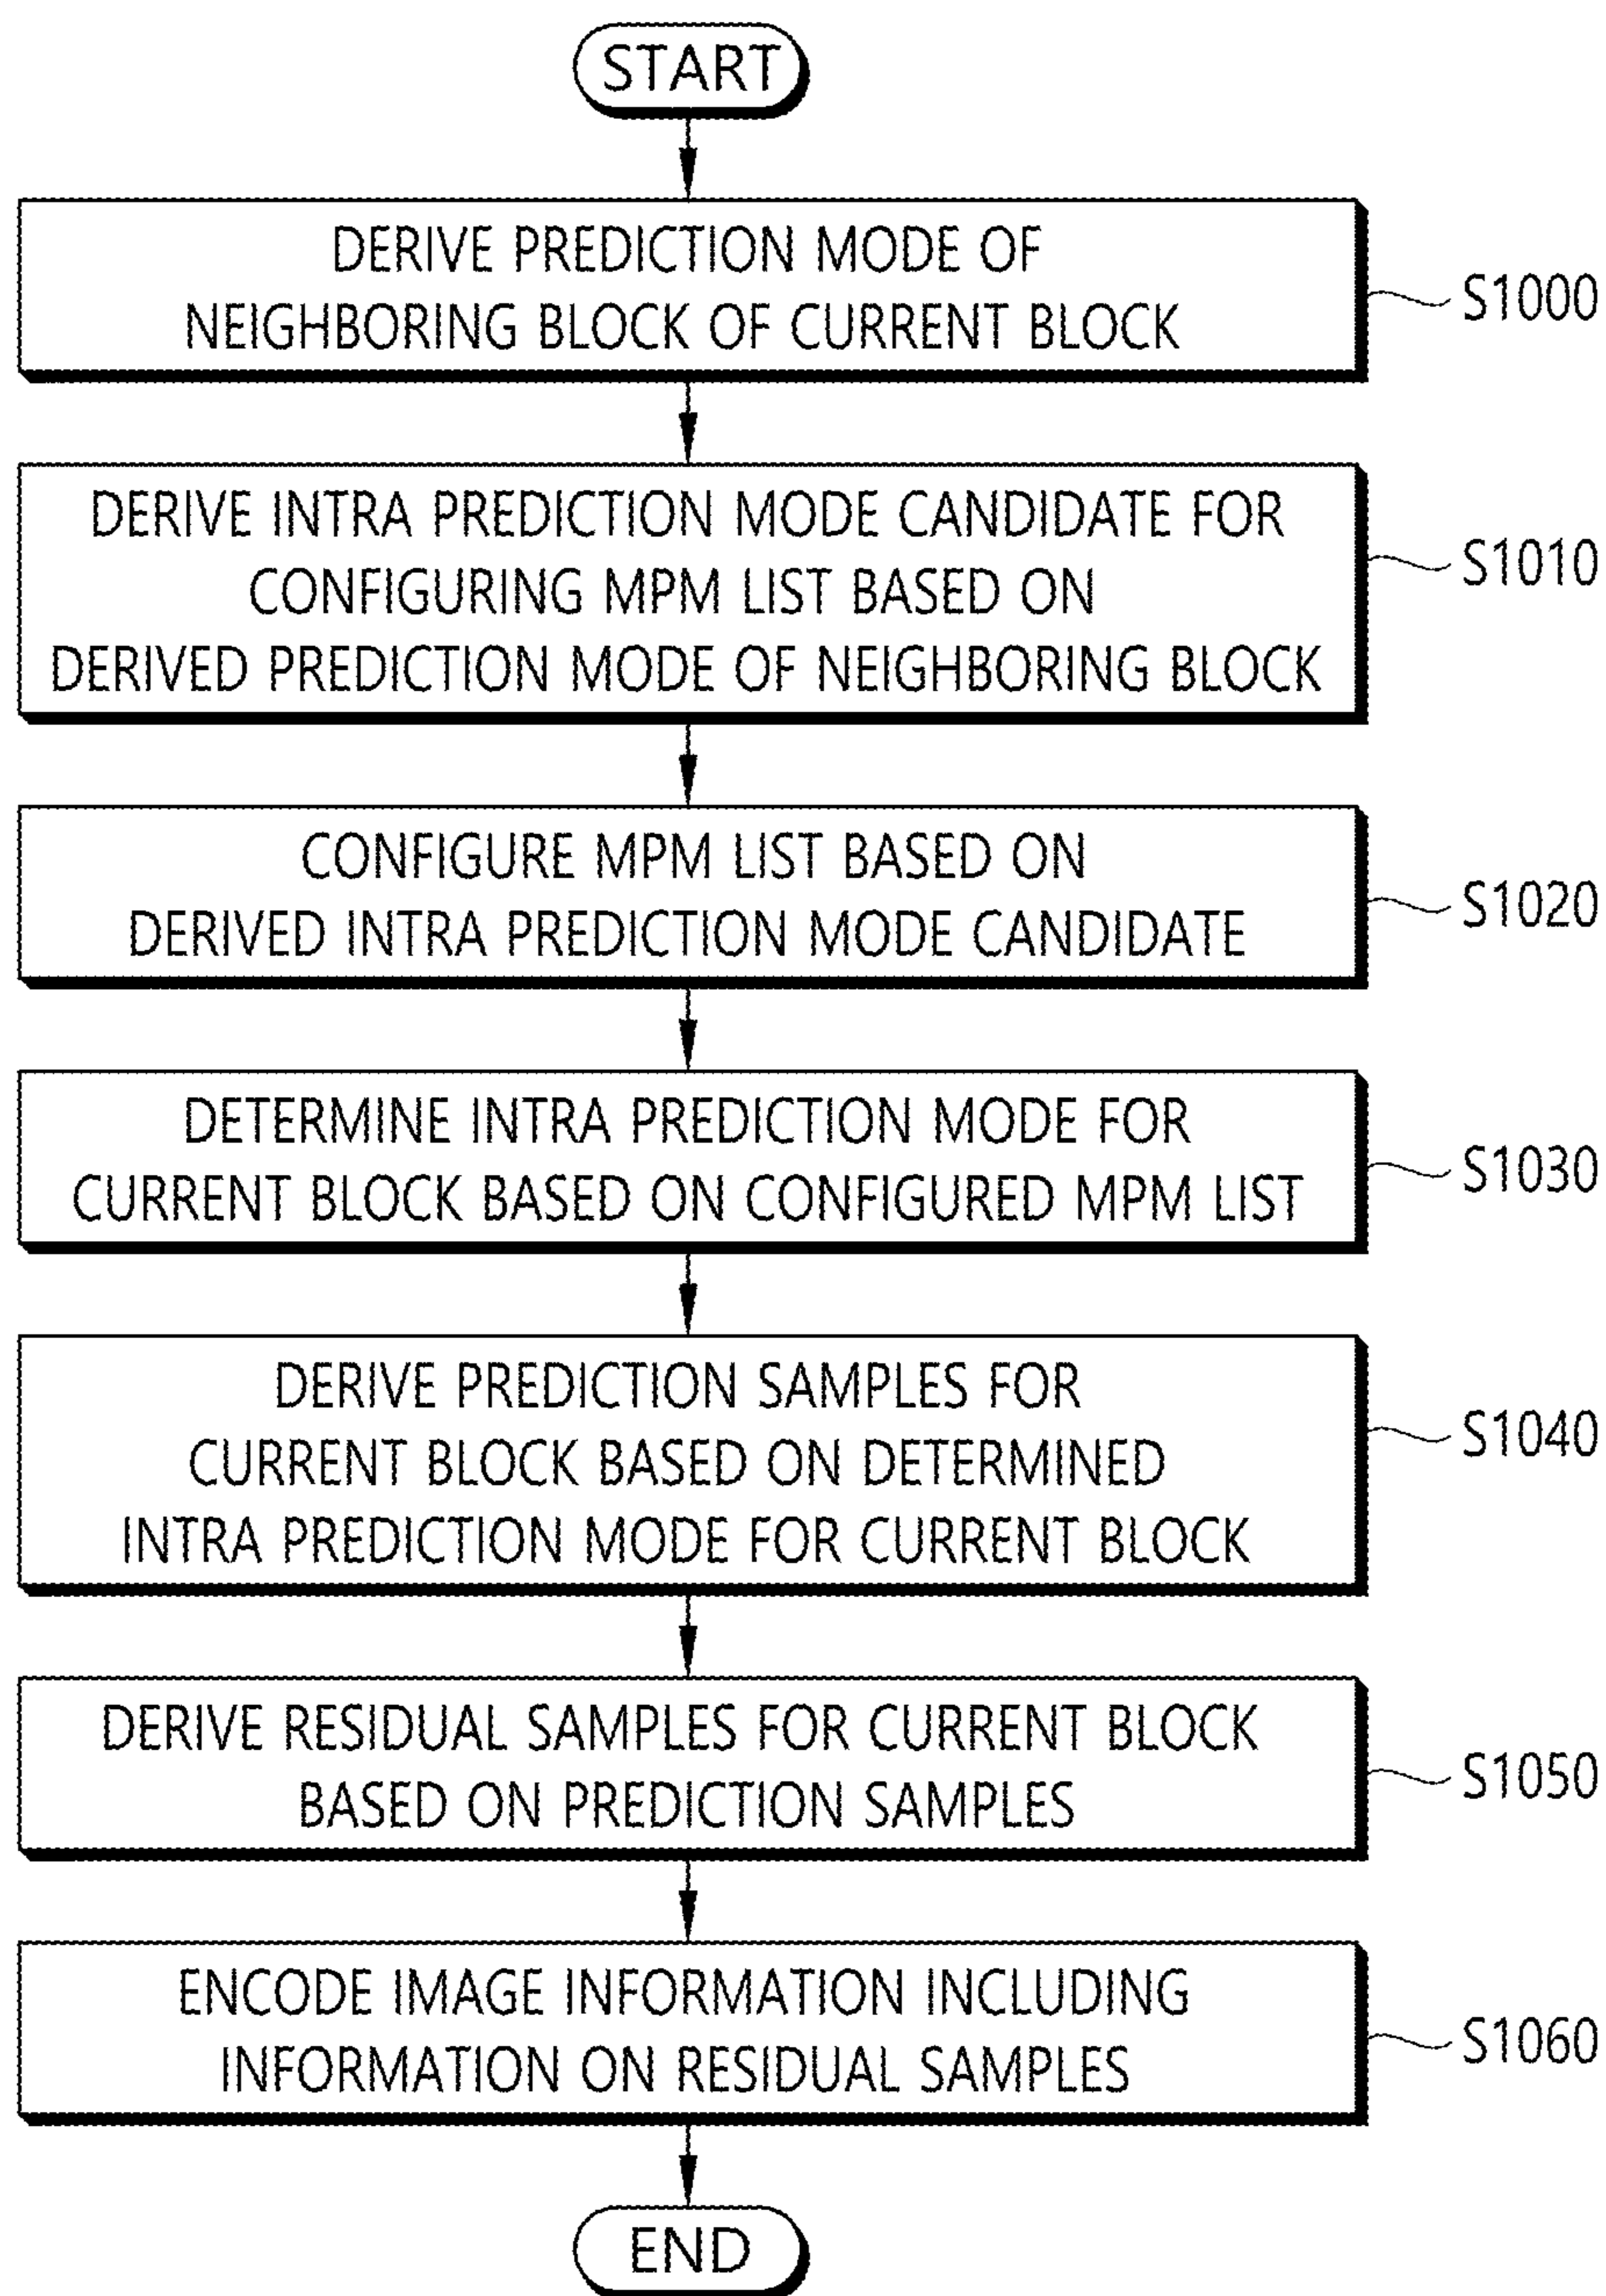 START
DERIVE PREDICTION MODE OF
NEIGHBORING BLOCK OF CURRENT BLOCK
S1000
DERIVE INTRA PREDICTION MODE CANDIDATE FOR
CONFIGURING MPM LIST BASED ON
DERIVED PREDICTION MODE OF NEIGHBORING BLOCK
S1010
CONFIGURE MPM LIST BASED ON
DERIVED INTRA PREDICTION MODE CANDIDATE
S1020
DETERMINE INTRA PREDICTION MODE FOR
CURRENT BLOCK BASED ON CONFIGURED MPM LIST
S1030
DERIVE PREDICTION SAMPLES FOR
CURRENT BLOCK BASED ON DETERMINED
INTRA PREDICTION MODE FOR CURRENT BLOCK
S1040
DERIVE RESIDUAL SAMPLES FOR CURRENT BLOCK
BASED ON PREDICTION SAMPLES
S1050
ENCODE IMAGE INFORMATION INCLUDING
INFORMATION ON RESIDUAL SAMPLES
S1060
END